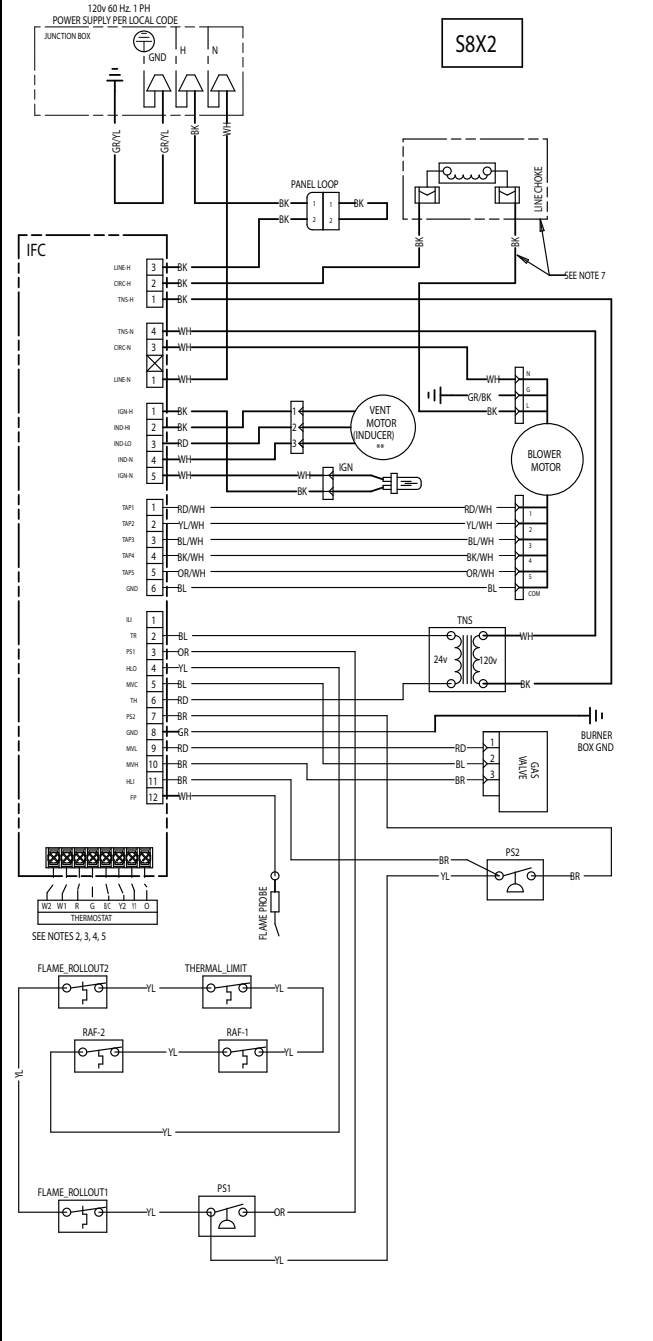 120v 60 Hz. 1 PH
POWER SUPPLY PER LOCAL CODE
JUNCTION BOX
GND
H
N
S8X2
GR/YL
GR/YL
BK
WH
PANEL LOOP
LINE CHOKE
BK
1
1
BK
BK
2
2
BK
BK
SEE NOTE 7
IFC
LINE-H
3
BK
CIRC-H
2
BK
TNS-H
1
BK
TNS-N
4
WH
CIRC-N
3
WH
LINE-N
1
WH
WH
N
GR/BK
G
BK
L
IGN-H
1
BK
IND-HI
2
BK
IND-LO
3
RD
IND-N
4
WH
IGN-N
5
WH
1
2
3
VENT
MOTOR
(INDUCER)
**
WH
BK
IGN
BLOWER
MOTOR
TAP1
1
RD/WH
RD/WH
1
TAP2
2
YL/WH
YL/WH
2
TAP3
3
BL/WH
BL/WH
3
TAP4
4
BK/WH
BK/WH
4
TAP5
5
OR/WH
OR/WH
5
GND
6
BL
BL
COM
ILI
1
TR
2
BL
PS1
3
OR
HLO
4
YL
MVC
5
BL
TH
6
RD
PS2
7
BR
GND
8
GR
MVL
9
RD
MVH
10
BR
HLI
11
BR
FP
12
WH
TNS
24v
120v
WH
BK
BURNER
BOX GND
RD
1
BL
2
BR
3
GAS
VALVE
W2 W1 R G B/C Y2 Y1 O
THERMOSTAT
SEE NOTES 2, 3, 4, 5
FLAME PROBE
BR
YL
PS2
BR
FLAME_ROLLOUT2
THERMAL_LIMIT
YL
YL
RAF-2
RAF-1
YL
YL
YL
YL
FLAME_ROLLOUT1
PS1
YL
OR
YL